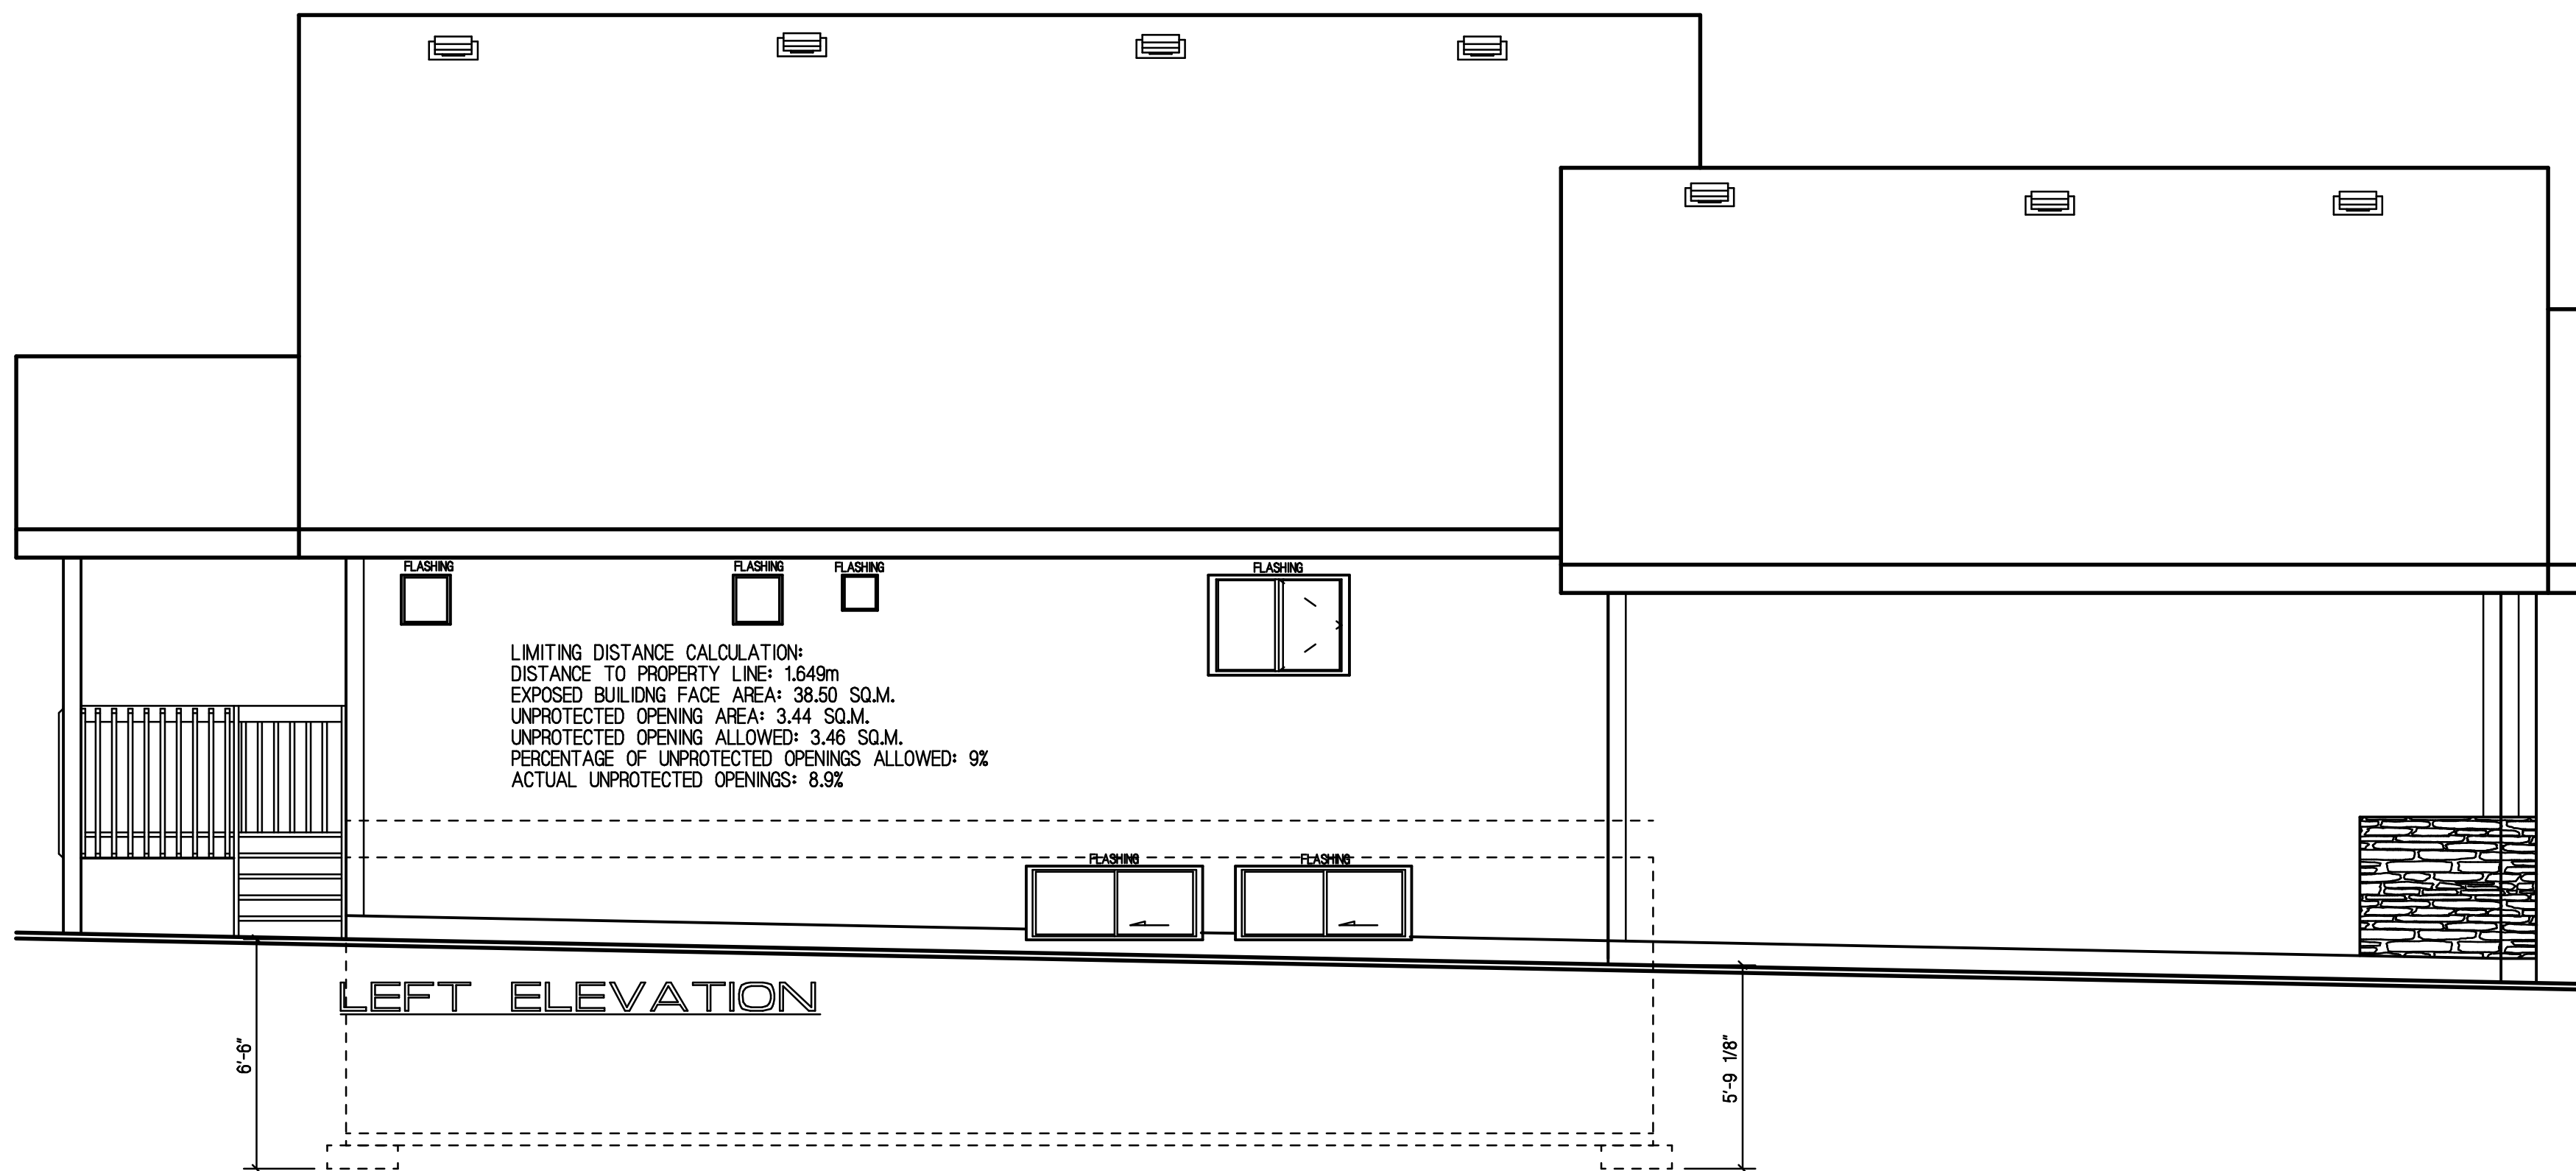 FLASHING
FLASHING
FLASHING
FLASHING
LIMITING DISTANCE CALCULATION:
DISTANCE TO PROPERTY LINE: 1.649m
EXPOSED BUILIDNG FACE AREA: 38.50 SQ.M.
UNPROTECTED OPENING AREA: 3.44 SQ.M.
UNPROTECTED OPENING ALLOWED: 3.46 SQ.M.
PERCENTAGE OF UNPROTECTED OPENINGS ALLOWED: 9%
ACTUAL UNPROTECTED OPENINGS: 8.9%
FLASHING
FLASHING
LEFT ELEVATION
6'-6"
5'-9 1/8"